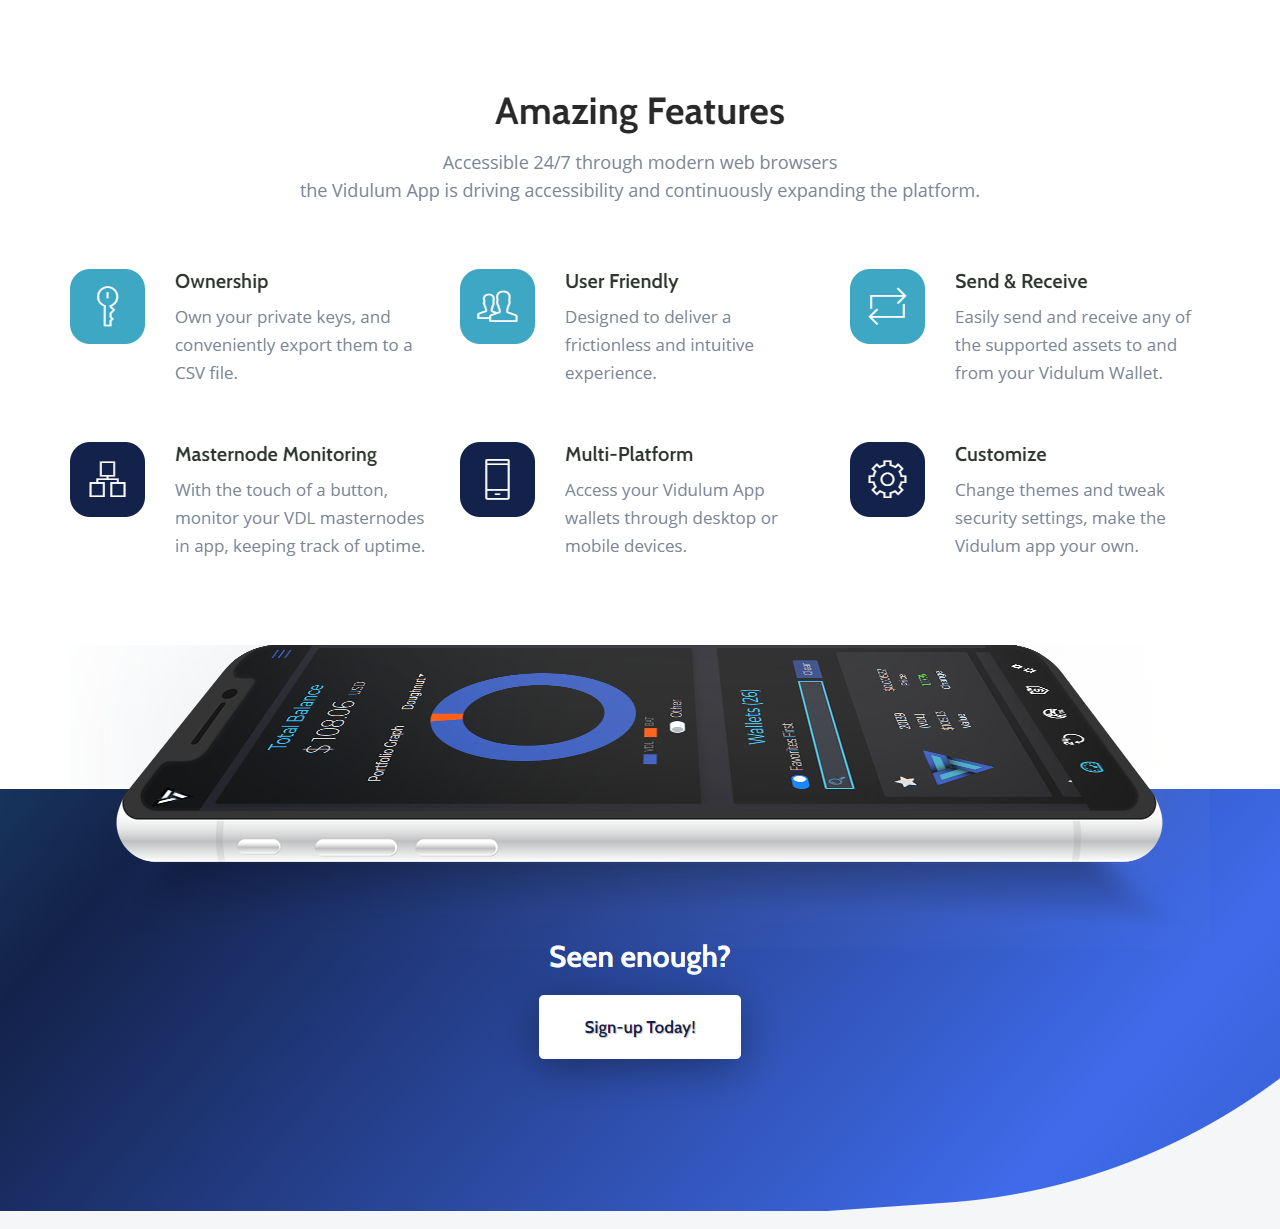 Amazing Features
Accessible 24/7 through modern web browsers
the Vidulum App is driving accessibility and continuously expanding the platform.
Ownership
Own your private keys, and
conveniently export them to a
CSV file.
User Friendly
Designed to deliver a
frictionless and intuitive
experience.
Send & Receive
Easily send and receive any of
the supported assets to and
from your Vidulum Wallet.
Masternode Monitoring
With the touch of a button,
monitor your VDL masternodes
in app, keeping track of uptime.
Multi-Platform
Access your Vidulum App
wallets through desktop or
mobile devices.
Customize
Change themes and tweak
security settings, make the
Vidulum app your own.
Total Balance
$108.06 USD
Portfolio Graph
Doughnut
VDL
BAT
Other
Wallets (26)
Favorites First
Clear
Price
Change
(VDL)
Value
Seen enough?
Sign-up Today!